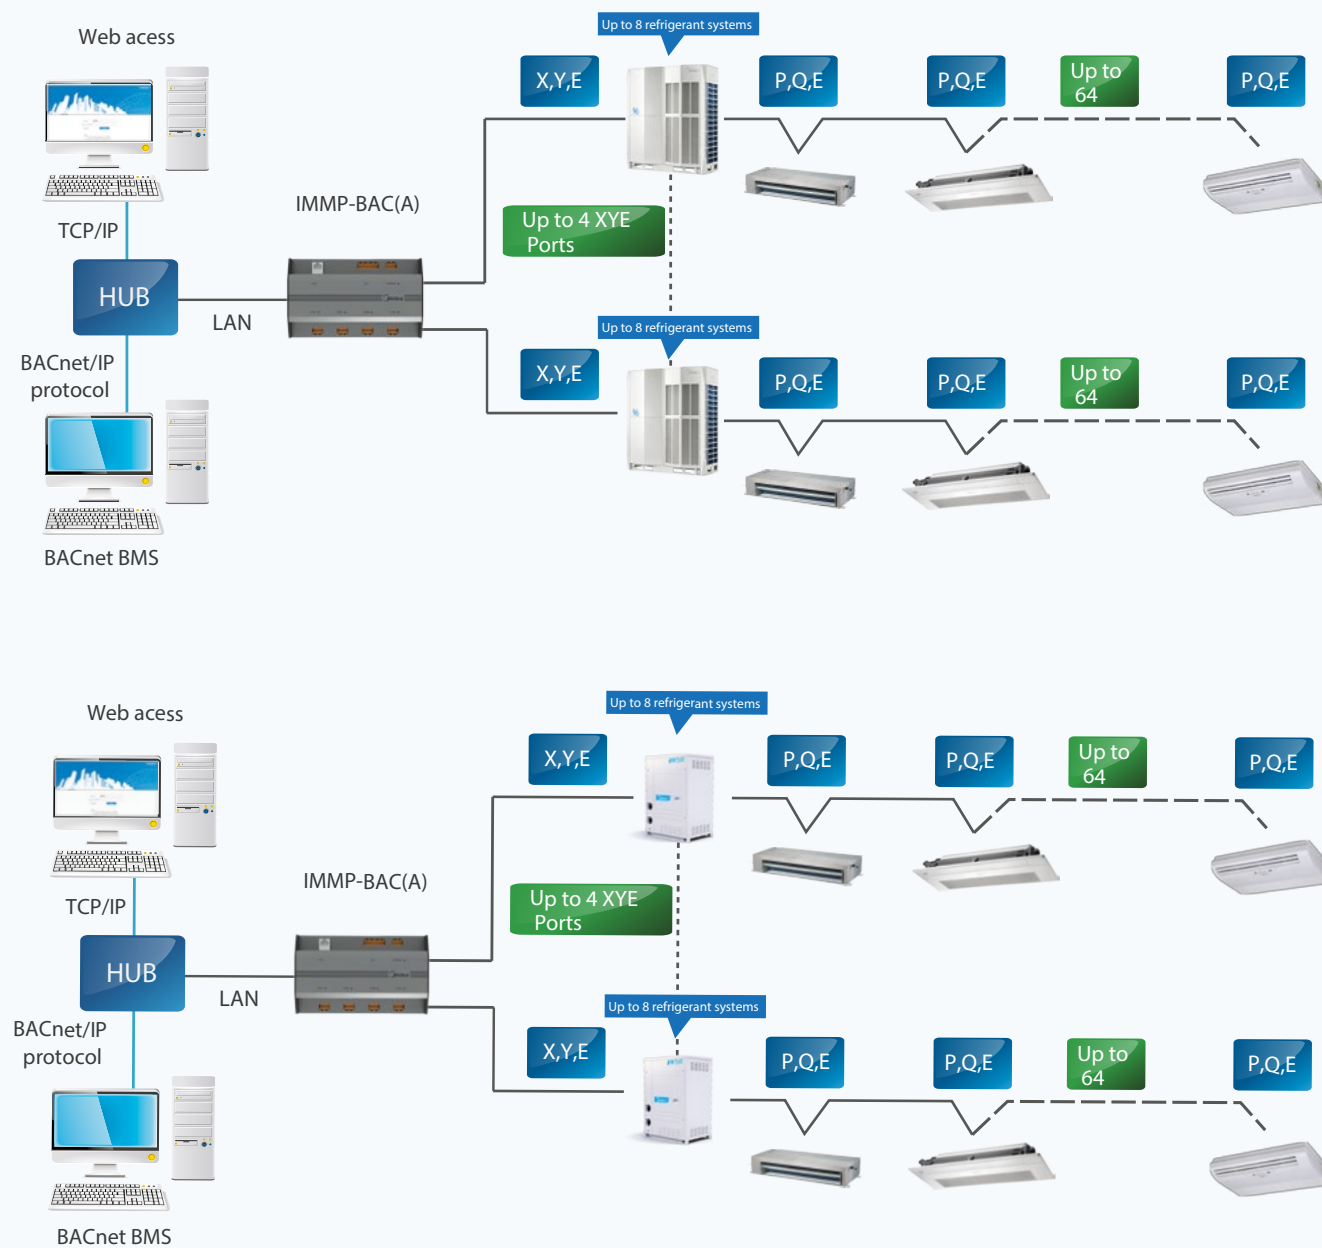 Up to 8 refrigerant systems
Web acess
X,Y,E
P,Q,E
P,Q,E
Up to
64
P,Q,E
IMMP-BAC(A)
Up to 4 XYE
Ports
TCP/IP
HUB
LAN
Up to 8 refrigerant systems
BACnet/IP
protocol
X,Y,E
P,Q,E
P,Q,E
Up to
64
P,Q,E
BACnet BMS
Up to 8 refrigerant systems
Web acess
X,Y,E
P,Q,E
P,Q,E
Up to
64
P,Q,E
IMMP-BAC(A)
Up to 4 XYE
Ports
TCP/IP
HUB
LAN
Up to 8 refrigerant systems
BACnet/IP
protocol
X,Y,E
P,Q,E
P,Q,E
Up to
64
P,Q,E
BACnet BMS